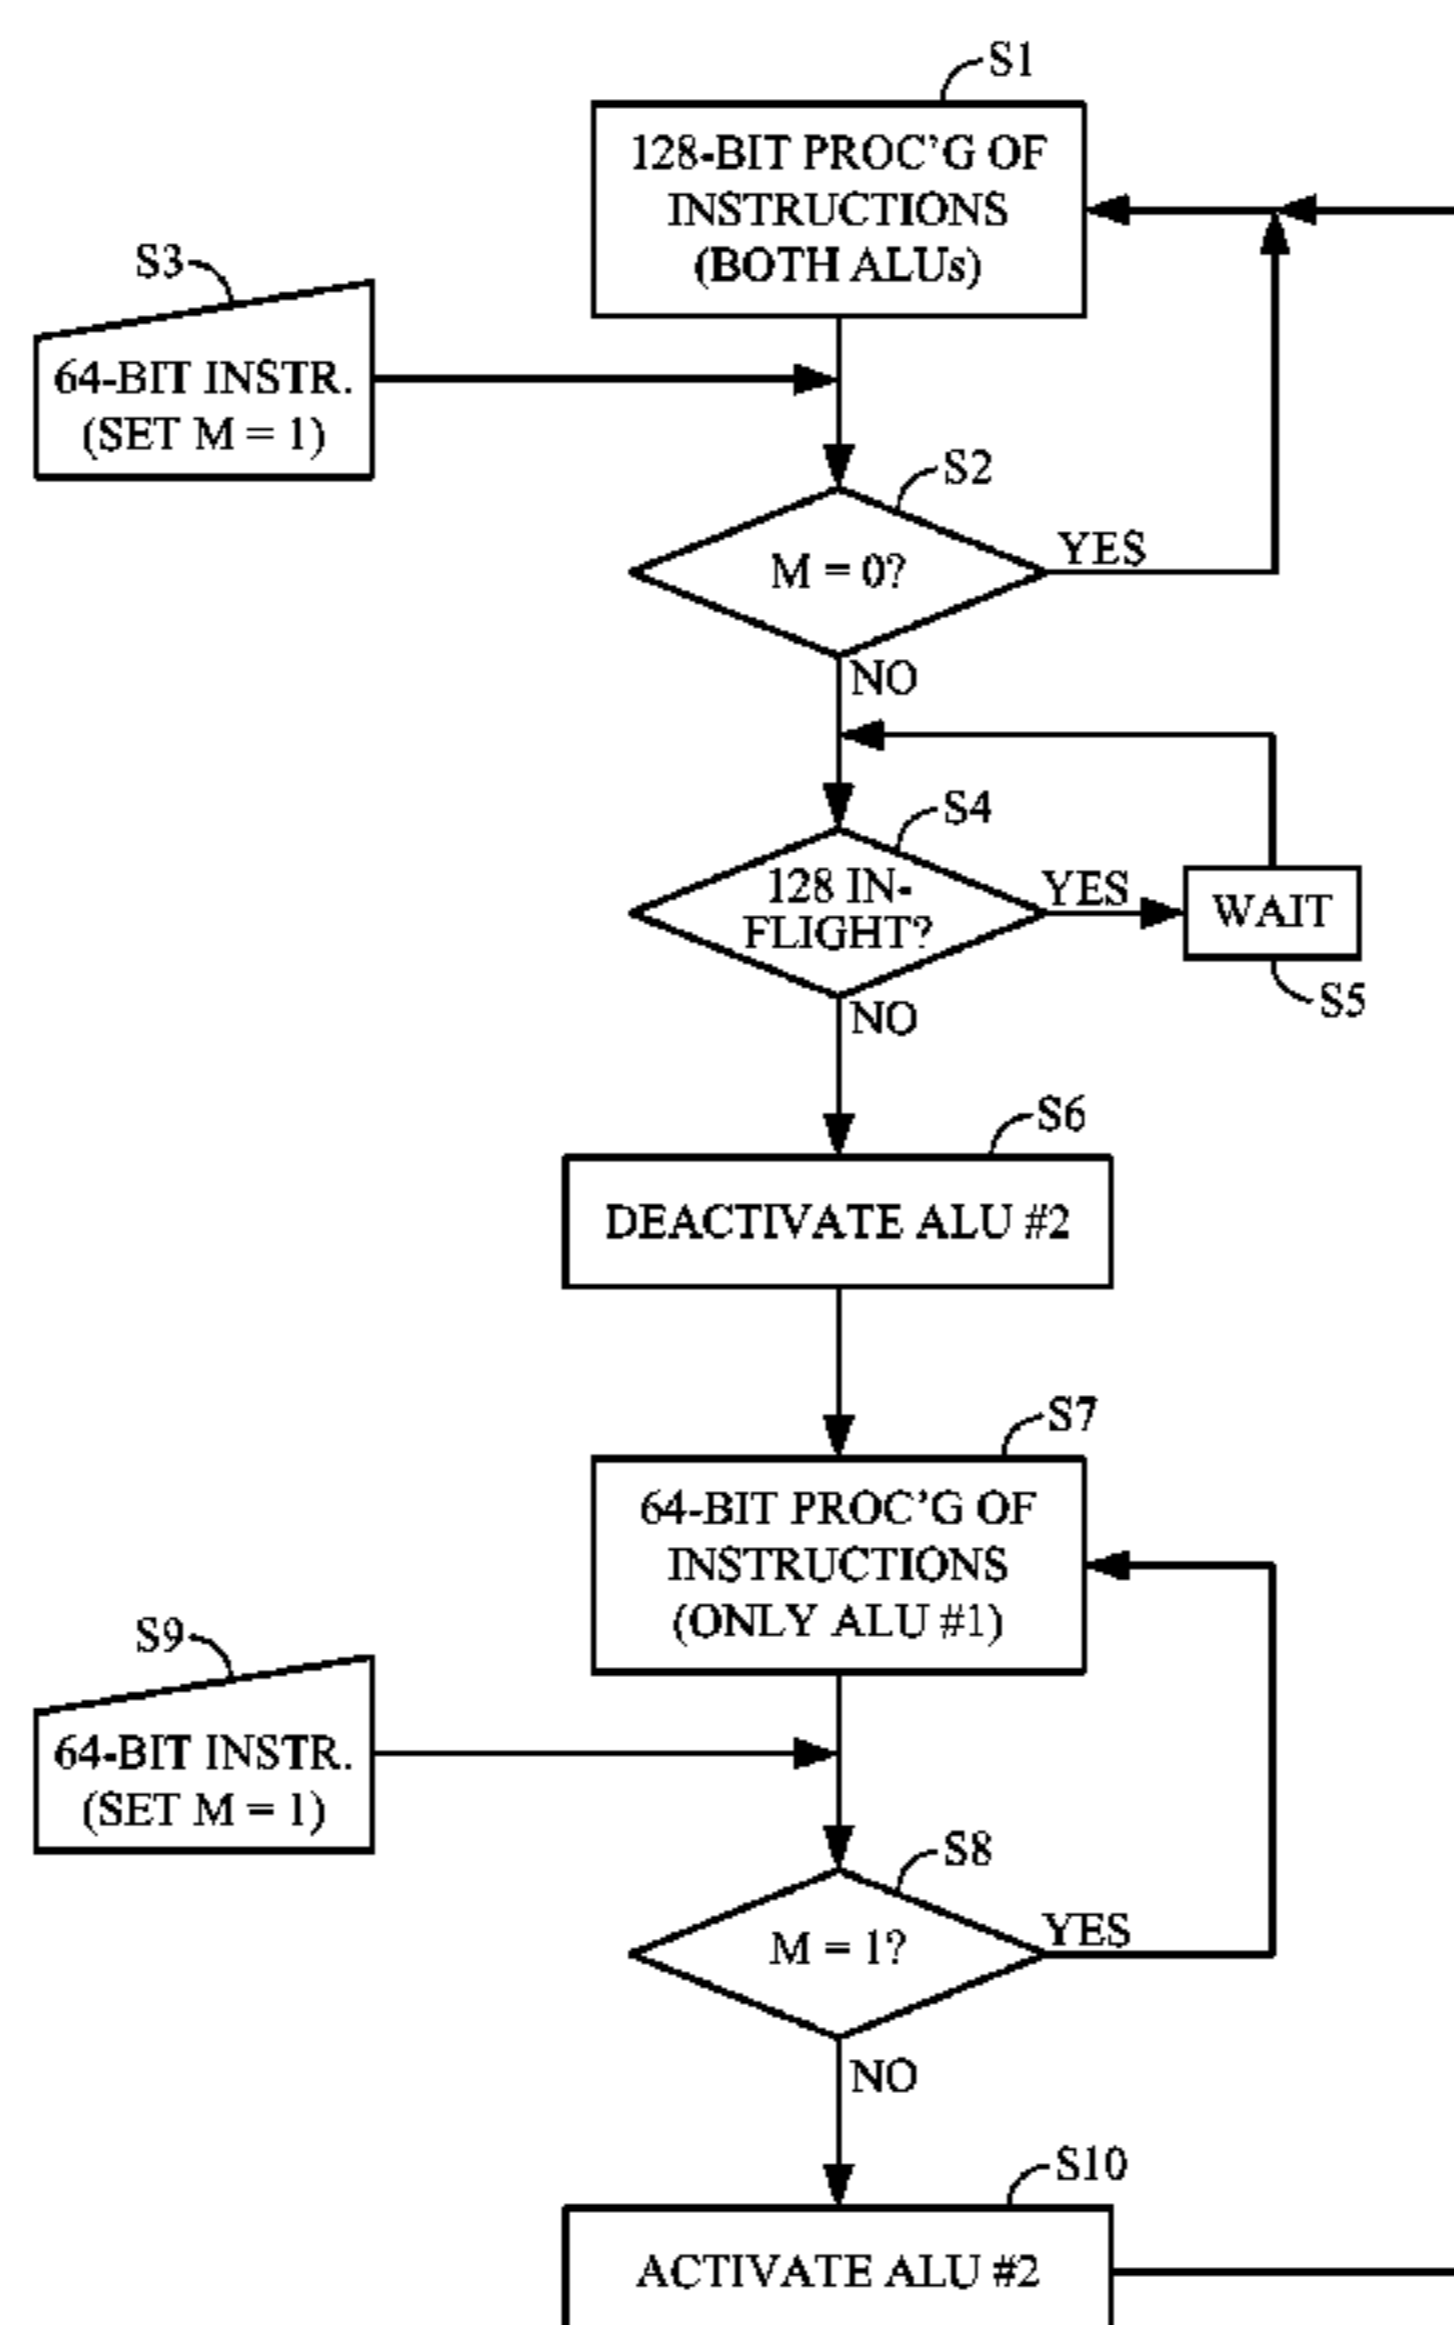 S1
128-BIT PROC'G OF
INSTRUCTIONS
(BOTH ALUs)
S3
64-BIT INSTR.
(SET M = 1)
S2
M = 0?
YES
NO
S4
128 IN-
FLIGHT?
YES
WAIT
S5
NO
S6
DEACTIVATE ALU #2
S7
64-BIT PROC'G OF
INSTRUCTIONS
(ONLY ALU #1)
S9
64-BIT INSTR.
(SET M = 1)
S8
M = 1?
YES
NO
S10
ACTIVATE ALU #2